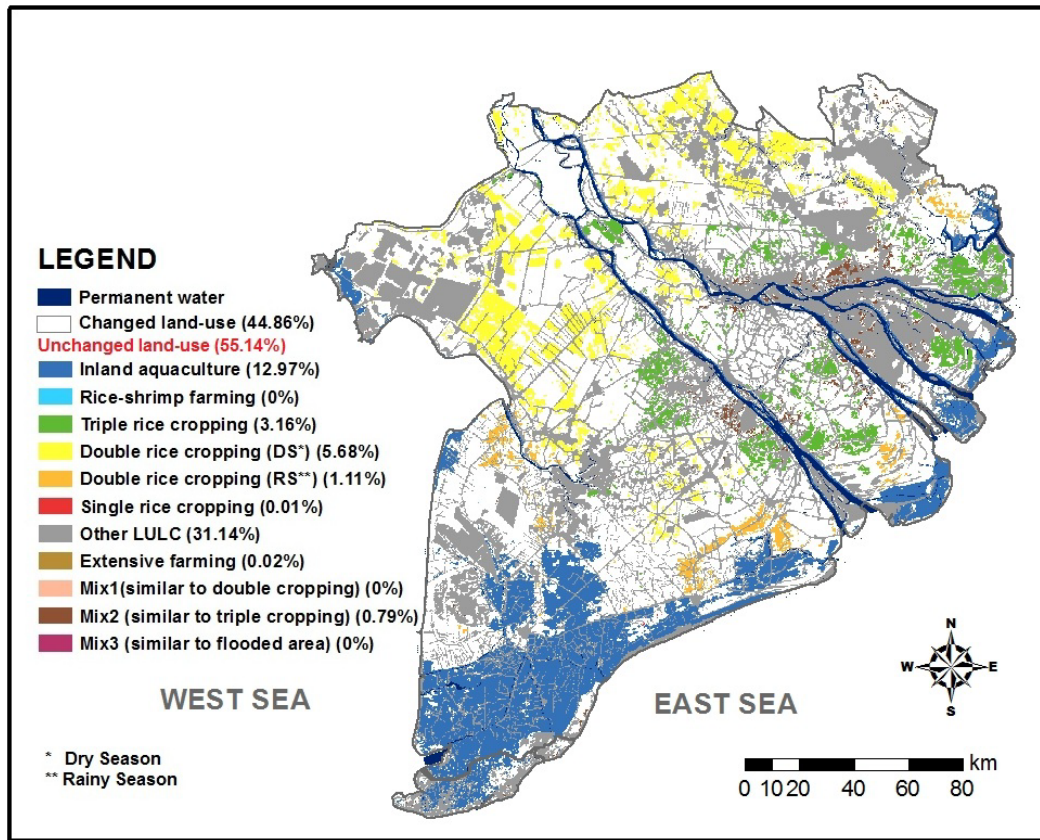 LEGEND
Permanent water
Changed land-use (44.86%)
Unchanged land-use (55.14%)
Inland aquaculture (12.97%)
Rice-shrimp farming (0%)
Triple rice cropping (3.16%)
Double rice cropping (DS*) (5.68%)
Double rice cropping (RS**) (1.11%)
Single rice cropping (0.01%)
Other LULC (31.14%)
Extensive farming (0.02%)
Mix1(similar to double cropping) (0%)
Mix2 (similar to triple cropping) (0.79%)
Mix3 (similar to flooded area) (0%)
WEST SEA
EAST SEA
N
W E
S
* Dry Season
** Rainy Season
km
0 10 20 40 60 80